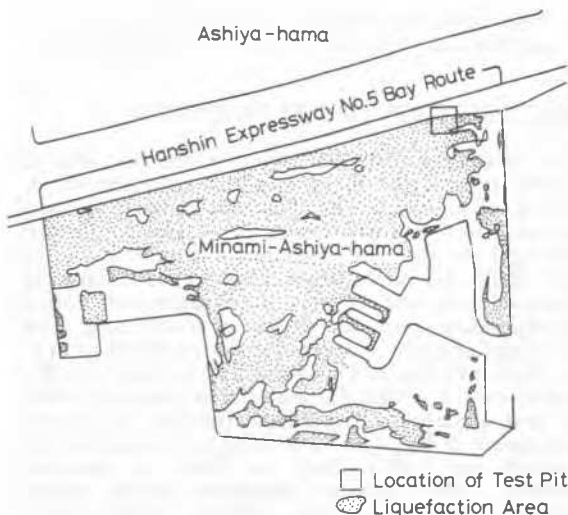 Ashiya-hama
Hanshin Expressway No.5 Bay Route
Minami-Ashiya-hama
Location of Test Pit
Liquefaction Area